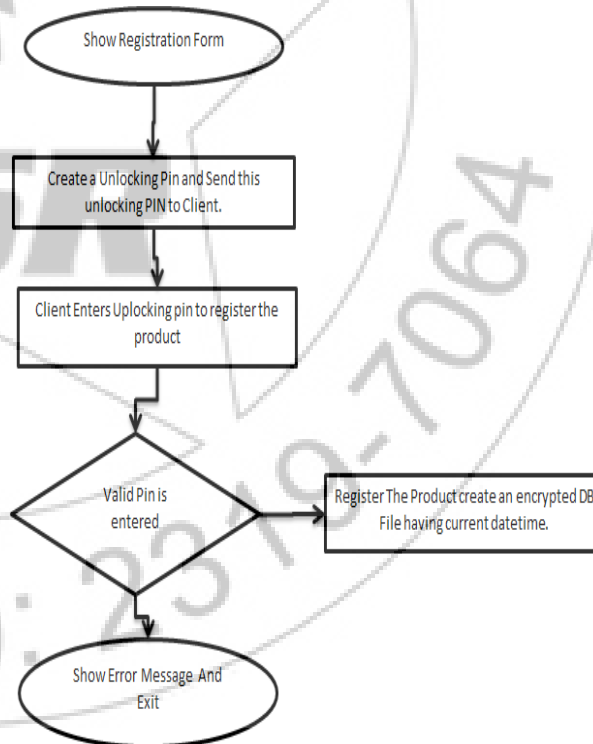 Show Registration Form
Create a Unlocking Pin and Send this
unlocking PIN to Client.
Client Enters Uplocking pin to register the
product
Valid Pin is
entered
Register The Product create an encrypted DB
File having current datetime.
Show Error Message And
Exit
: 2319-7064